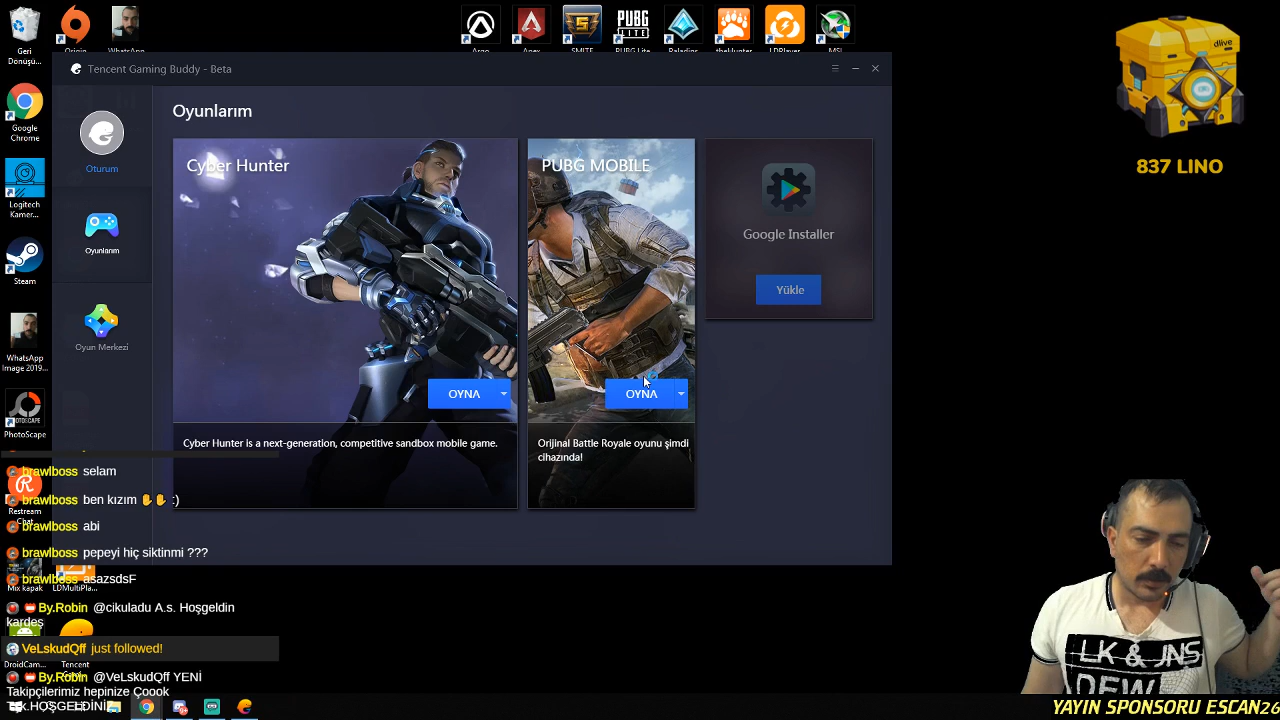 Geri
Dönüşü...
Origin
WhatsApp
Argo
Apex
SMITE
PUBG Lite
Paladins
theHunter
LDPlayer
MSI
Tencent Gaming Buddy - Beta
dlive
837 LINO
Google
Chrome
Logitech
Kamer...
Steam
WhatsApp
Image 2019...
PhotoScape
Oturum
Oyunlarım
Oyun Merkezi
Oyunlarım
Cyber Hunter
OYNA
Cyber Hunter is a next-generation, competitive sandbox mobile game.
PUBG MOBILE
OYNA
Orijinal Battle Royale oyunu şimdi
cihazında!
Google Installer
Yükle
brawlboss selam
brawlboss ben kızım ✋✋ :)
brawlboss abi
brawlboss pepeyi hiç siktinmi ???
brawlboss asazsdsF
By.Robin @cikuladu A.s. Hoşgeldin
kardeş
VeLskudQff just followed!
By.Robin @VeLskudQff YENİ
Takipçilerimiz hepinize Çoook
Restream
Chat
Mix kapak
LDMultiPla...
DroidCam...
Tencent
LK & JNS
DEW
YAYIN SPONSORU ESCAN26